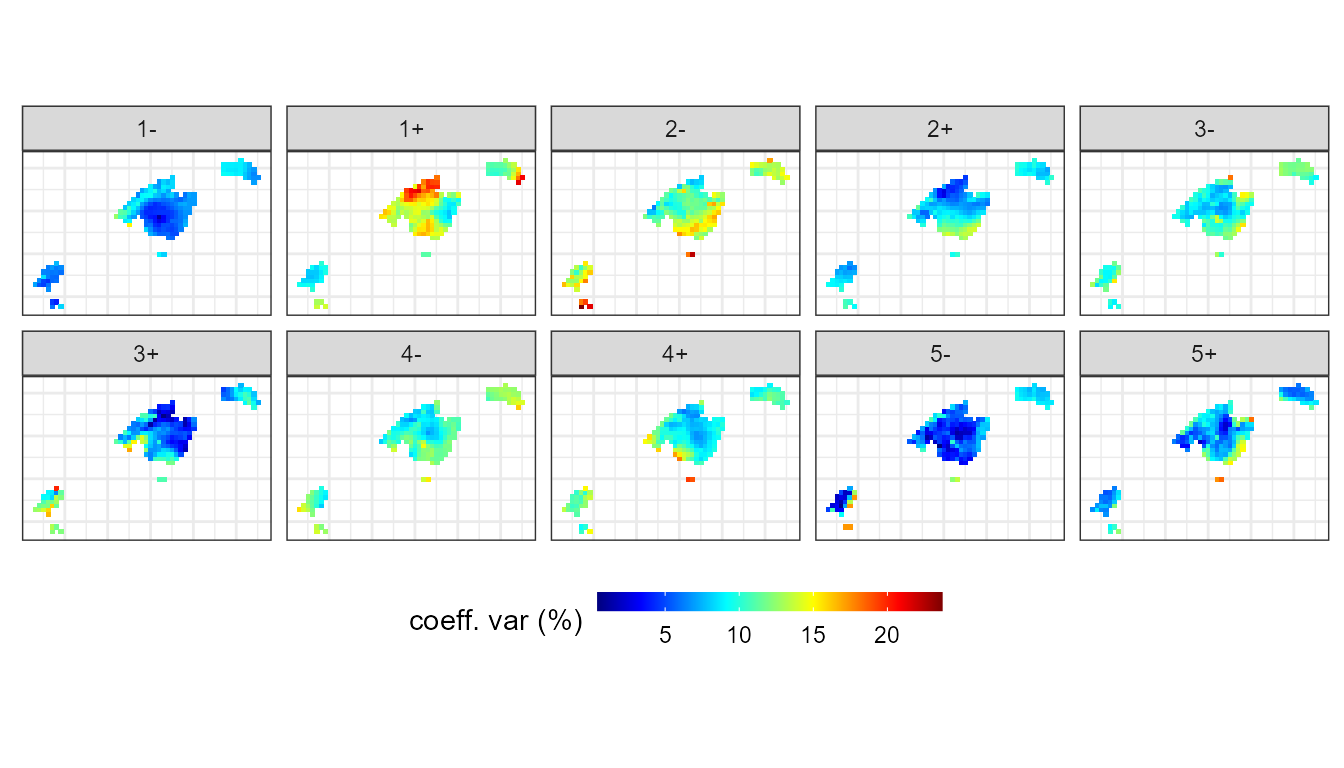 1- 1+ 2- 2+ 3-
3+ 4- 4+ 5- 5+
coeff. var (%)
5 10 15 20